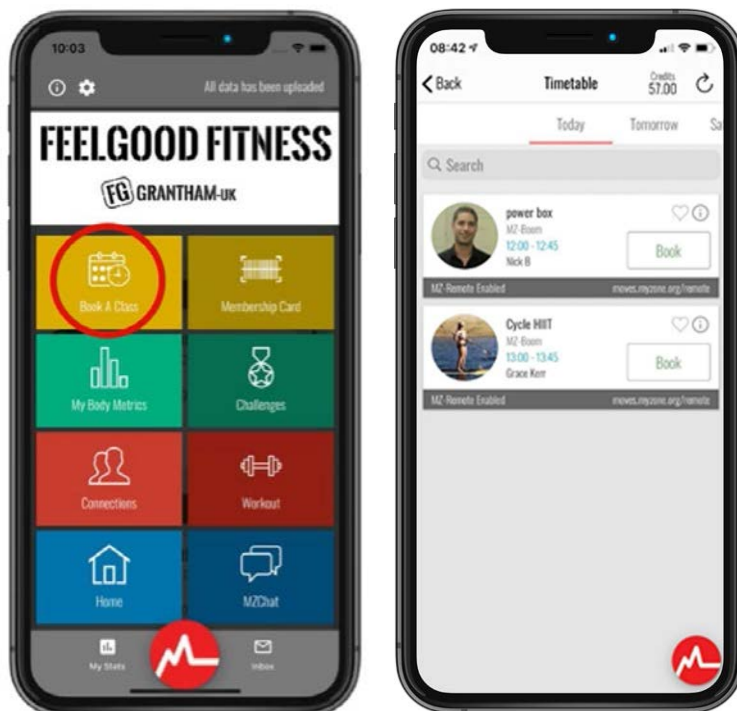 10:03
All data has been uploaded
FEELGOOD FITNESS
FG GRANTHAM-UK
Book A Class
Membership Card
My Body Metrics
Challenges
Connections
Workout
Home
MZChat
My Stats
Inbox
08:42
Back
Timetable
Credits
57.00
Today
Tomorrow
Sa
Search
power box
MZ-Boom
12:00 - 12:45
Nick B
Book
MZ-Remote Enabled
moves.myzone.org/remote
Cycle HIIT
MZ-Boom
13:00 - 13:45
Grace Kerr
Book
MZ-Remote Enabled
moves.myzone.org/remote